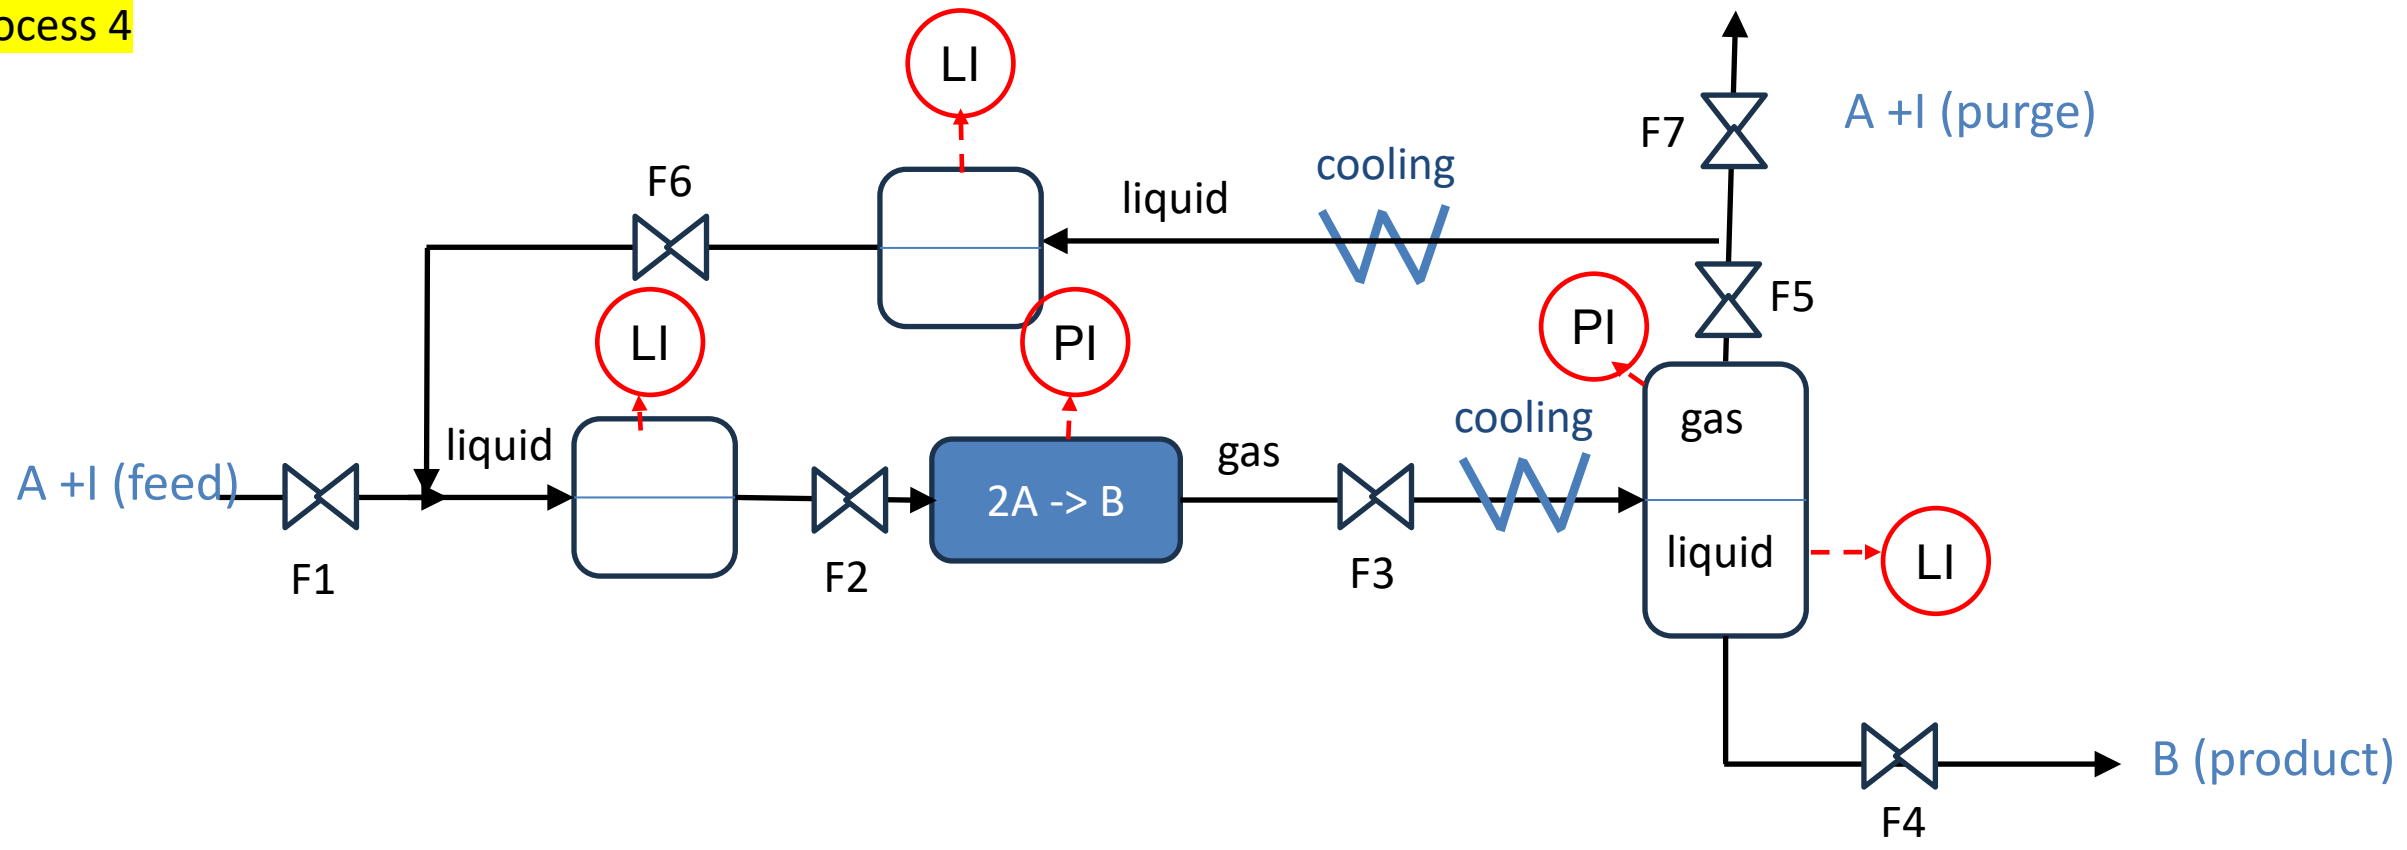 ocess 4
LI
A +I (purge)
F7
cooling
F6
liquid
F5
PI
LI
PI
gas
cooling
liquid
gas
A +I (feed)
2A -> B
liquid
LI
F1
F2
F3
B (product)
F4